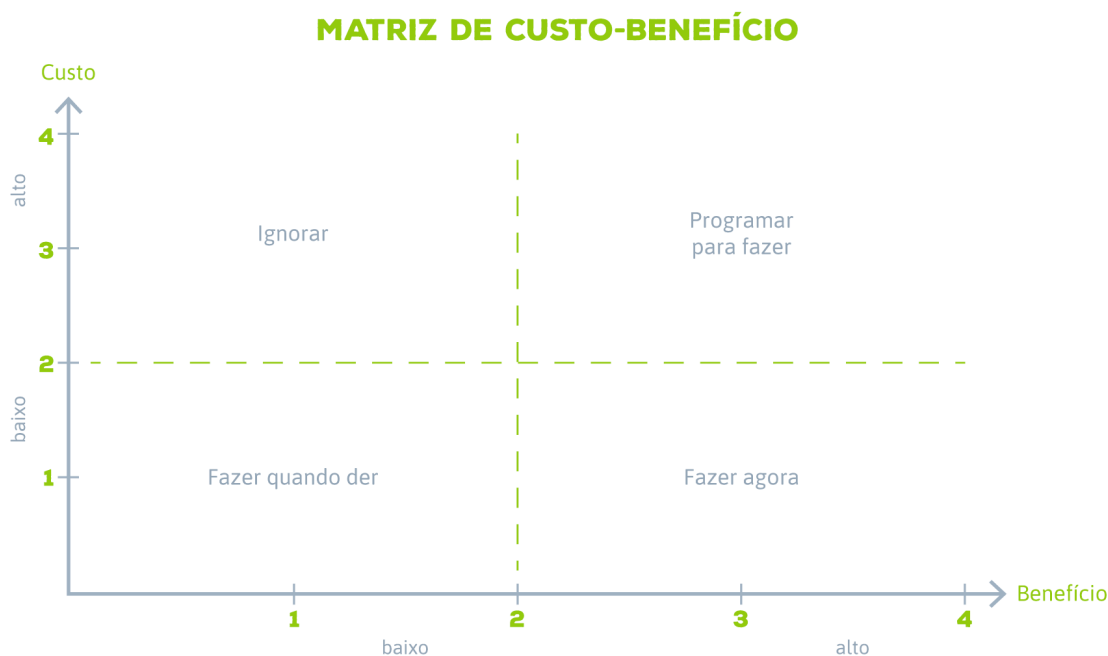 MATRIZ DE CUSTO-BENEFÍCIO
Custo
4
alto
3
2
baixo
1
Ignorar
Programar
para fazer
Fazer quando der
Fazer agora
Benefício
1
2
3
4
baixo
alto